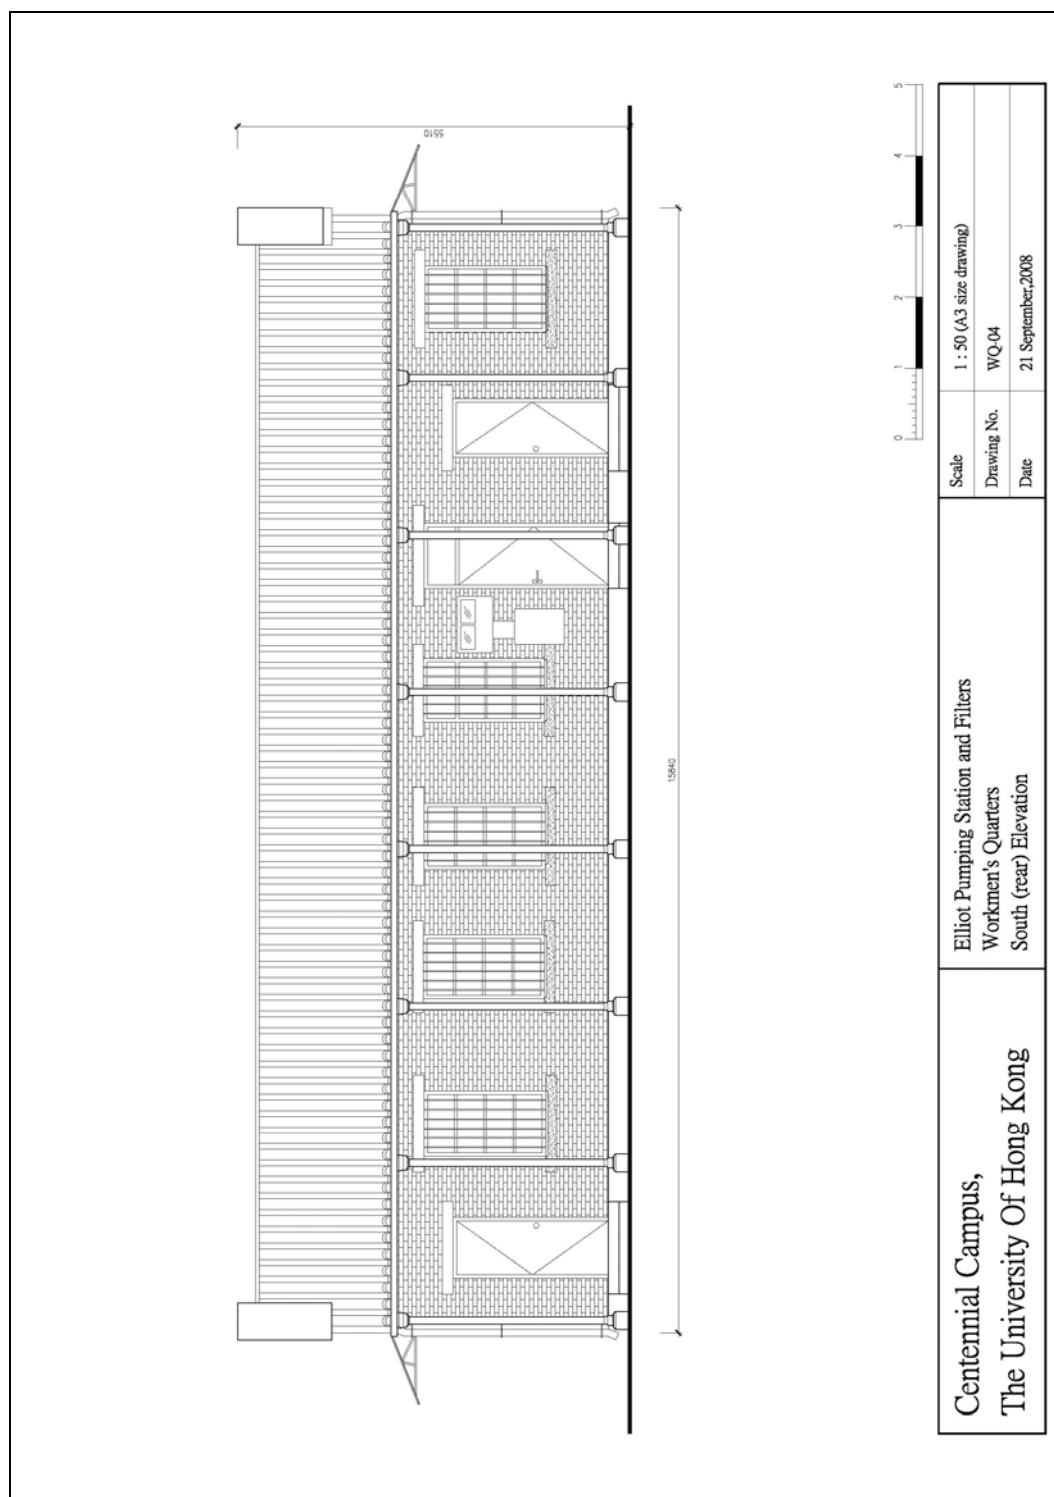 5510
15840
0 1 2 3 4 5
Centennial Campus,
The University Of Hong Kong
Elliot Pumping Station and Filters
Workmen's Quarters
South (rear) Elevation
Scale 1 : 50 (A3 size drawing)
Drawing No. WQ-04
Date 21 September,2008